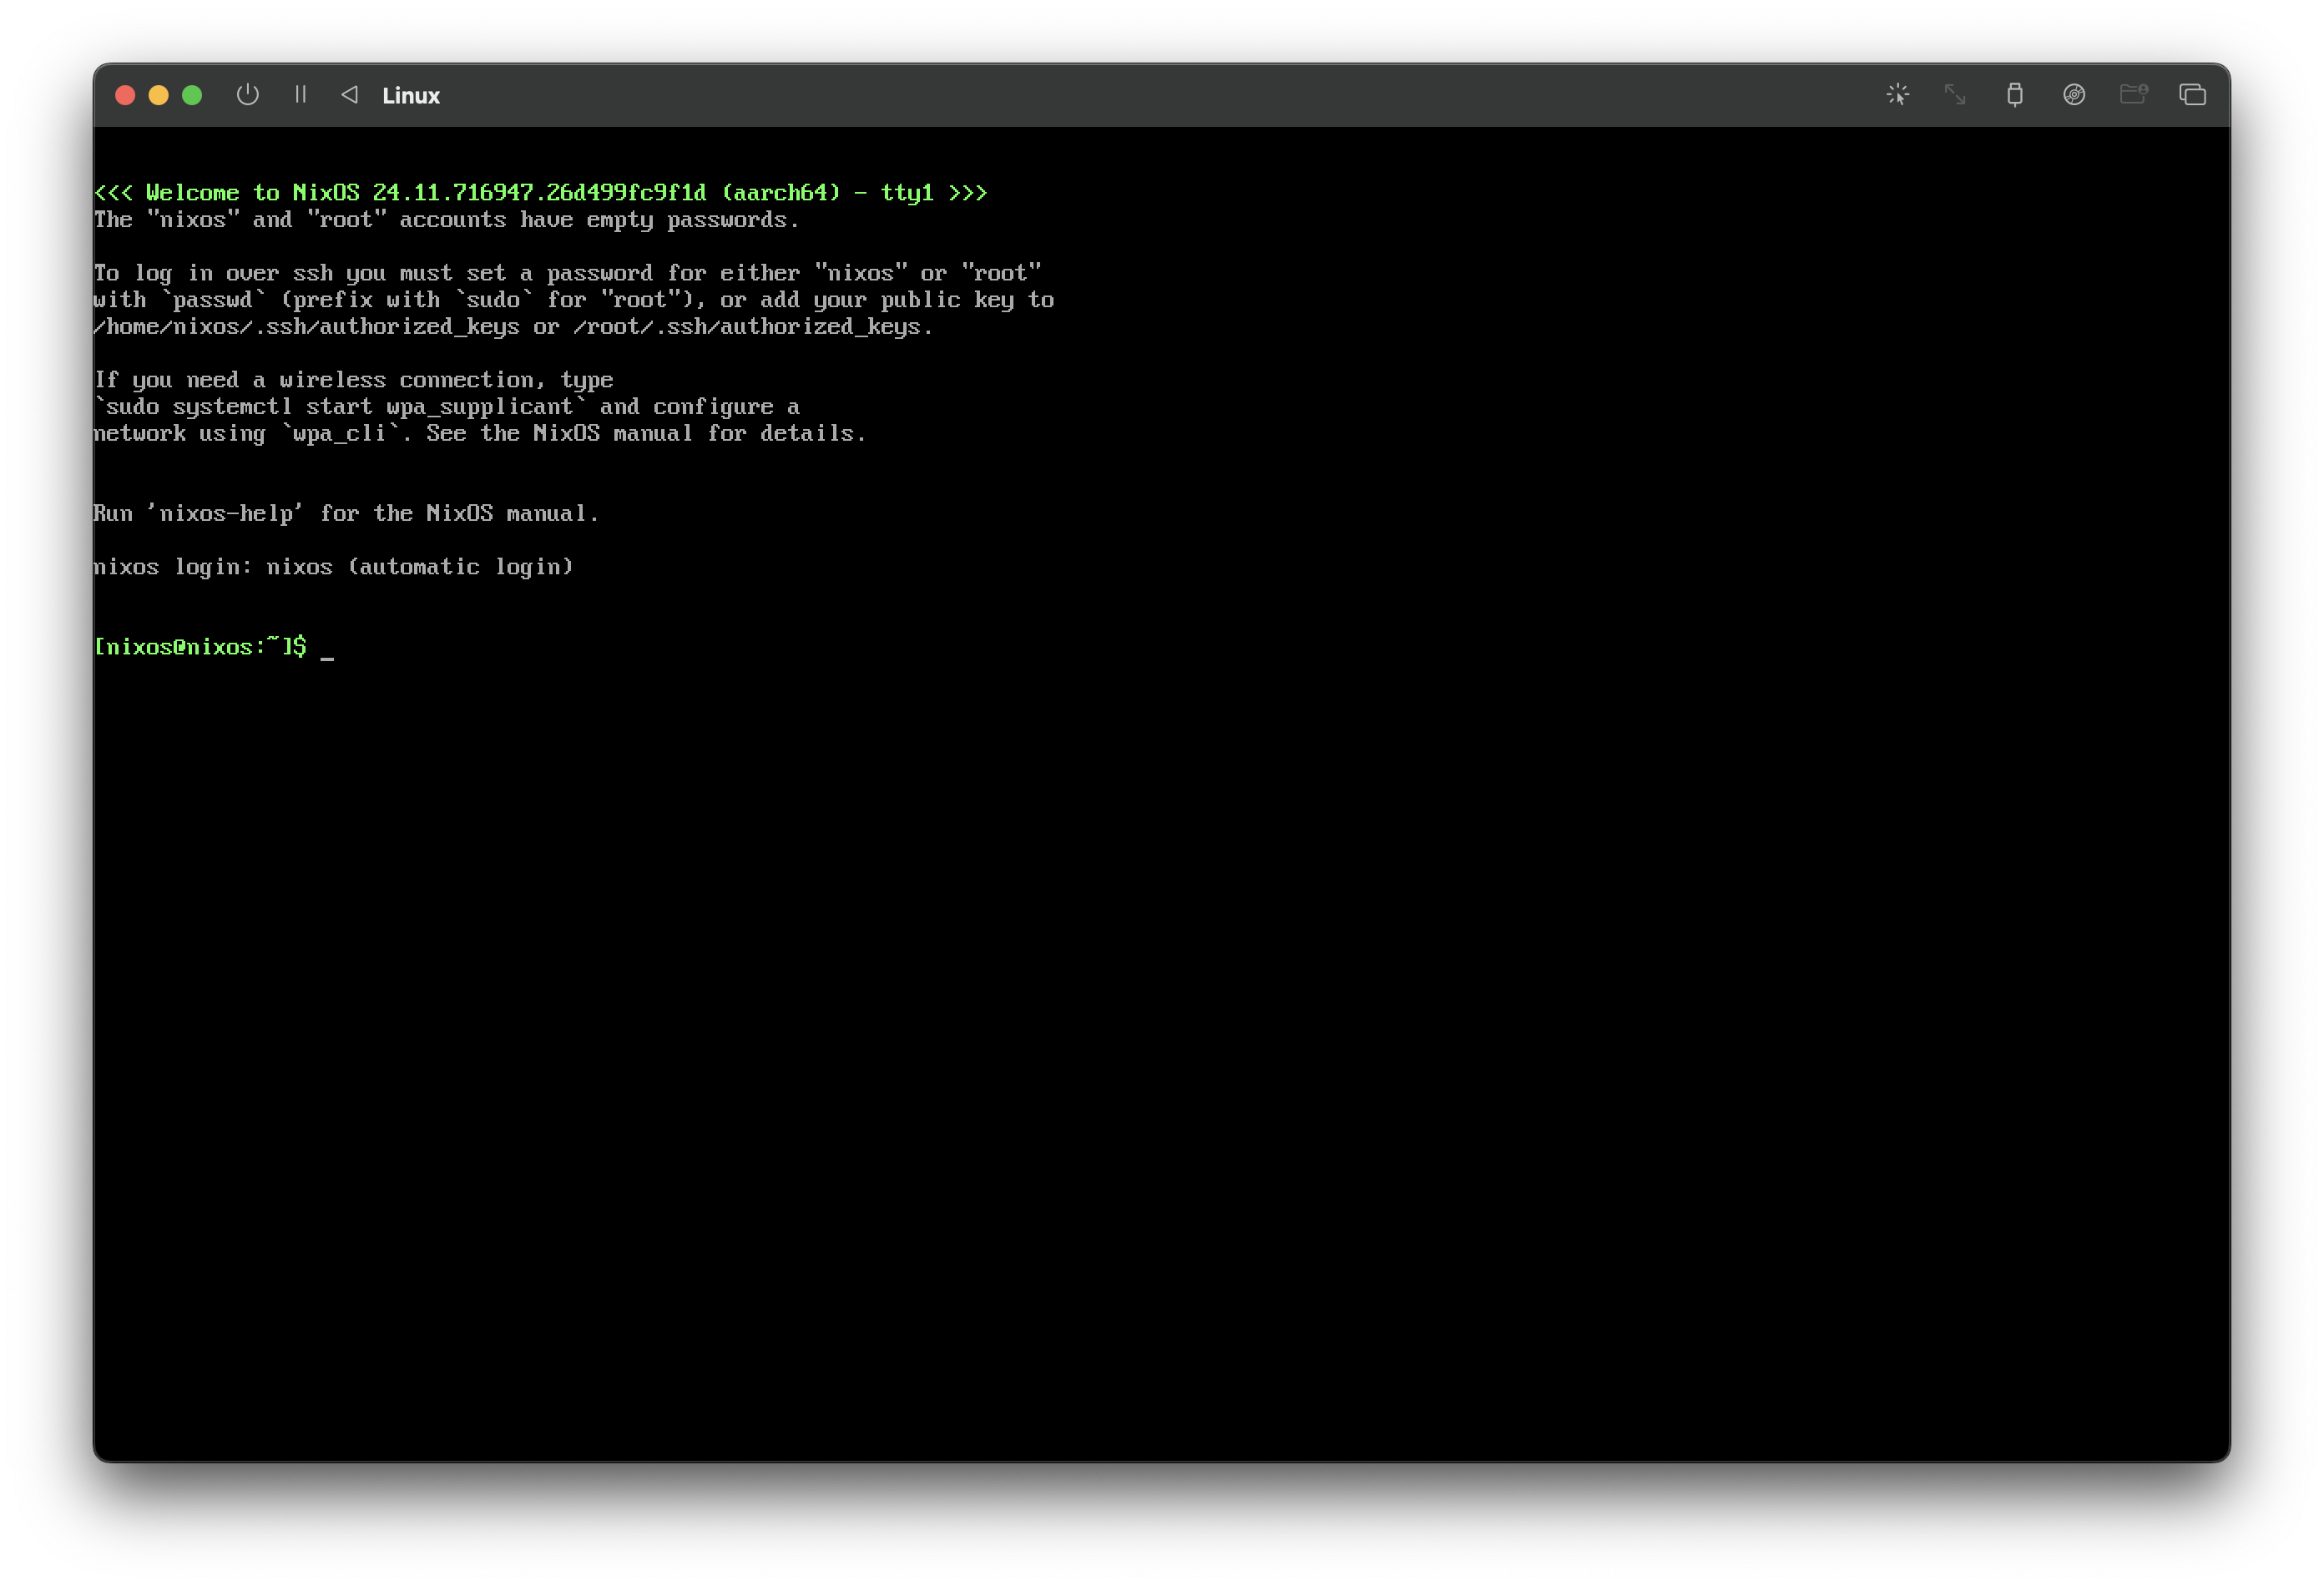 Linux
<<< Welcome to NixOS 24.11.716947.26d499fc9f1d (aarch64) - tty1 >>>
The "nixos" and "root" accounts have empty passwords.
To log in over ssh you must set a password for either "nixos" or "root"
with `passwd` (prefix with `sudo` for "root"), or add your public key to
/home/nixos/.ssh/authorized_keys or /root/.ssh/authorized_keys.
If you need a wireless connection, type
`sudo systemctl start wpa_supplicant` and configure a
network using `wpa_cli`. See the NixOS manual for details.
Run 'nixos-help' for the NixOS manual.
nixos login: nixos (automatic login)
[nixos@nixos:~]$ _